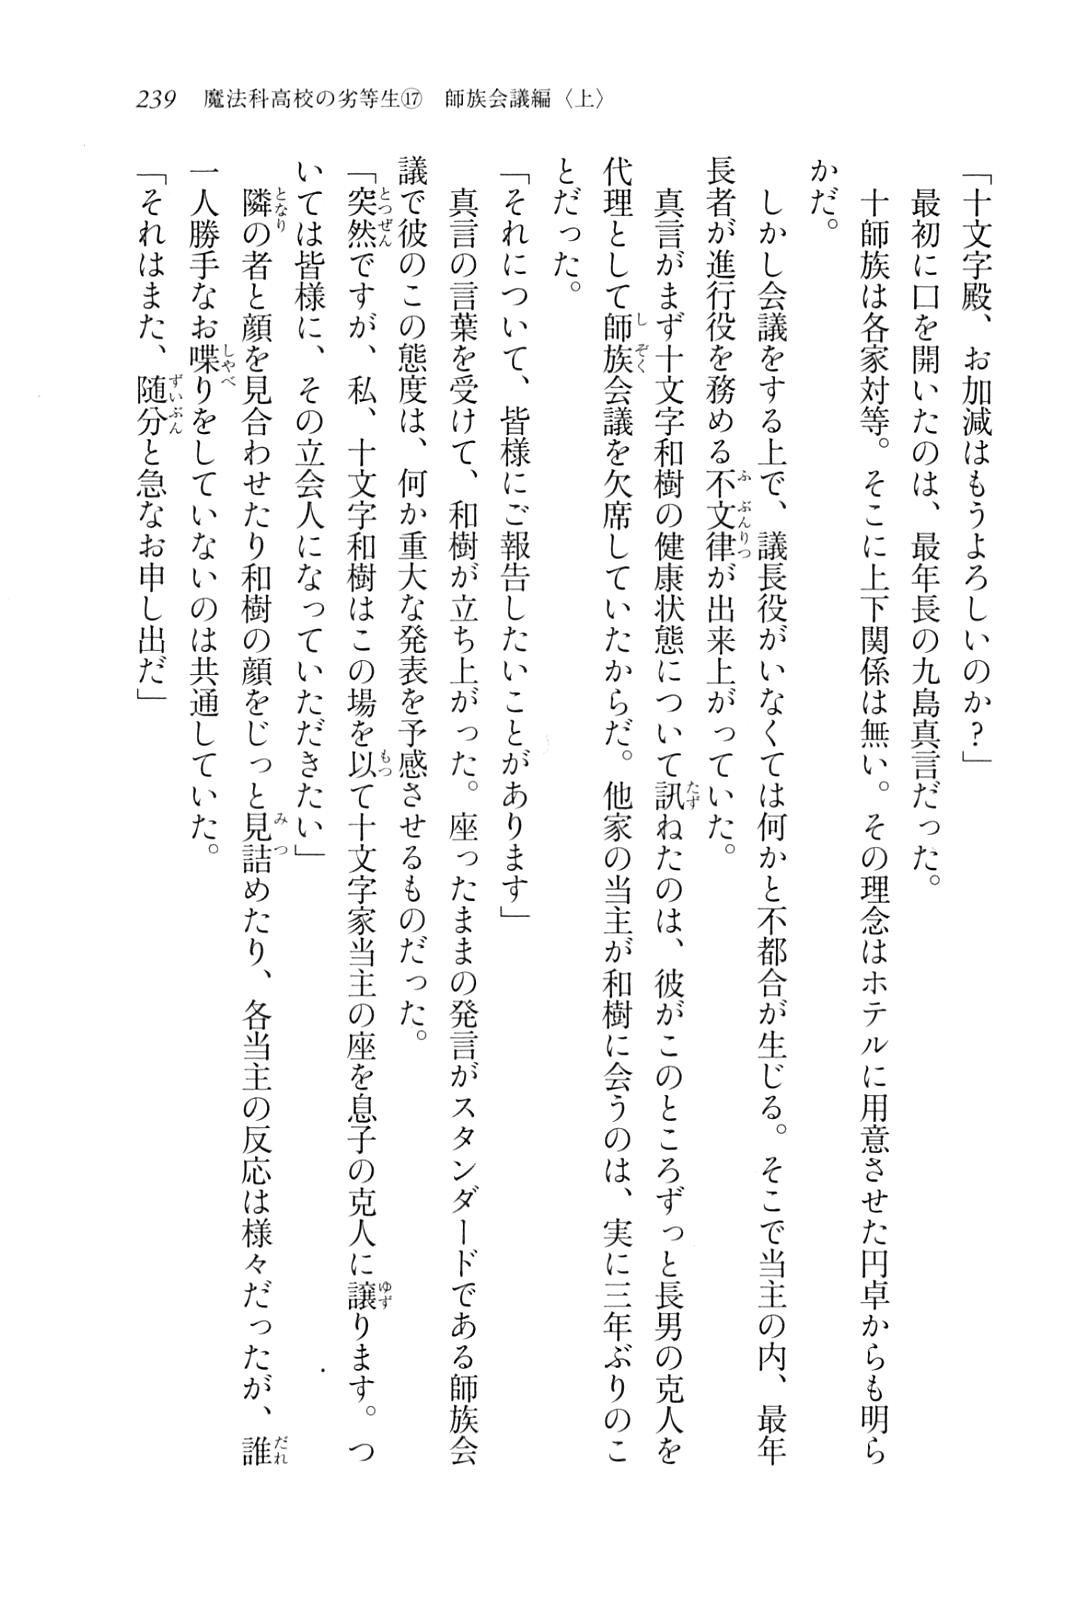 239　魔法科高校の劣等生⑰　師族会議編〈上〉
「十文字殿、お加減はもうよろしいのか？」
　最初に口を開いたのは、最年長の九島真言だった。
　十師族は各家対等。そこに上下関係は無い。その理念はホテルに用意させた円卓からも明ら
かだ。
　しかし会議をする上で、議長役がいなくては何かと不都合が生じる。そこで当主の内、最年
長者が進行役を務める不文律が出来上がっていた。
　真言がまず十文字和樹の健康状態について訊ねたのは、彼がこのところずっと長男の克人を
代理として師族会議を欠席していたからだ。他家の当主が和樹に会うのは、実に三年ぶりのこ
とだった。
「それについて、皆様にご報告したいことがあります」
　真言の言葉を受けて、和樹が立ち上がった。座ったままの発言がスタンダードである師族会
議で彼のこの態度は、何か重大な発表を予感させるものだった。
「突然ですが、私、十文字和樹はこの場を以て十文字家当主の座を息子の克人に譲ります。つ
いては皆様に、その立会人になっていただきたい」
　隣の者と顔を見合わせたり和樹の顔をじっと見詰めたり、各当主の反応は様々だったが、誰
一人勝手なお喋りをしていないのは共通していた。
「それはまた、随分と急なお申し出だ」